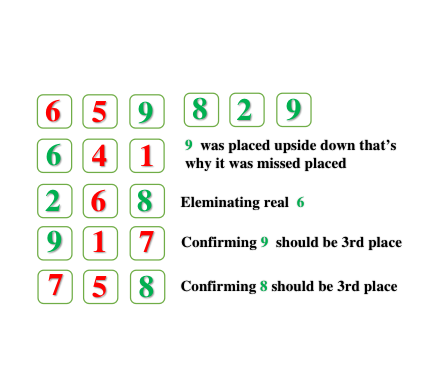 6 5 9 8 2 9
6 4 1 9 was placed upside down that's
why it was missed placed
2 6 8 Eleminating real 6
9 1 7 Confirming 9 should be 3rd place
7 5 8 Confirming 8 should be 3rd place